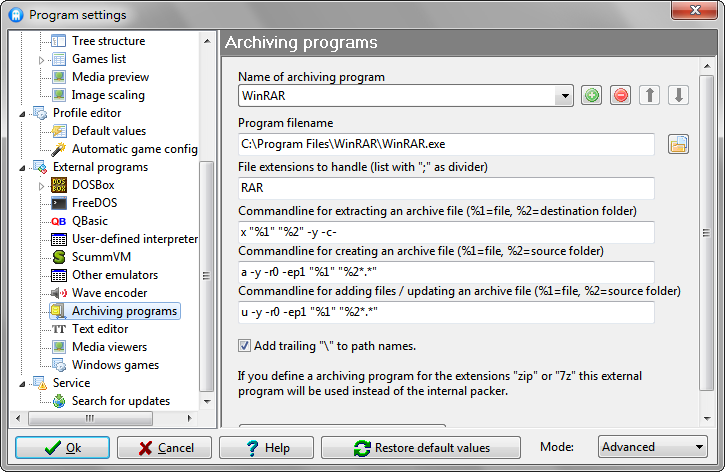 Program settings
Tree structure
Games list
Media preview
Image scaling
Profile editor
Default values
Automatic game config
External programs
DOS
BOX
DOSBox
FreeDOS
QB QBasic
User-defined interpreter
S ScummVM
Other emulators
Wave encoder
Archiving programs
TT Text editor
Media viewers
Windows games
Service
Search for updates
Archiving programs
Name of archiving program
WinRAR
Program filename
C:\Program Files\WinRAR\WinRAR.exe
File extensions to handle (list with ";" as divider)
RAR
Commandline for extracting an archive file (%1=file, %2=destination folder)
x "%1" "%2" -y -c-
Commandline for creating an archive file (%1=file, %2=source folder)
a -y -r0 -ep1 "%1" "%2*.*"
Commandline for adding files / updating an archive file (%1=file, %2=source folder)
u -y -r0 -ep1 "%1" "%2*.*"
Add trailing "\" to path names.
If you define a archiving program for the extensions "zip" or "7z" this external
program will be used instead of the internal packer.
Ok
Cancel
? Help
Restore default values
Mode:
Advanced